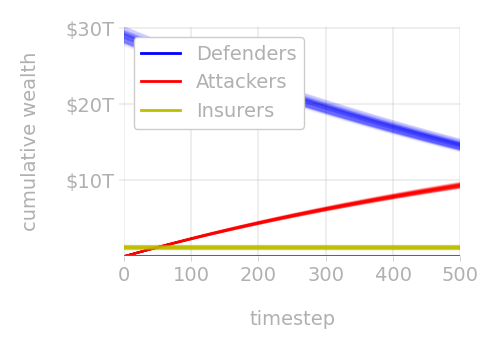 $30T
$20T
$10T
cumulative wealth
Defenders
Attackers
Insurers
0 100 200 300 400 500
timestep